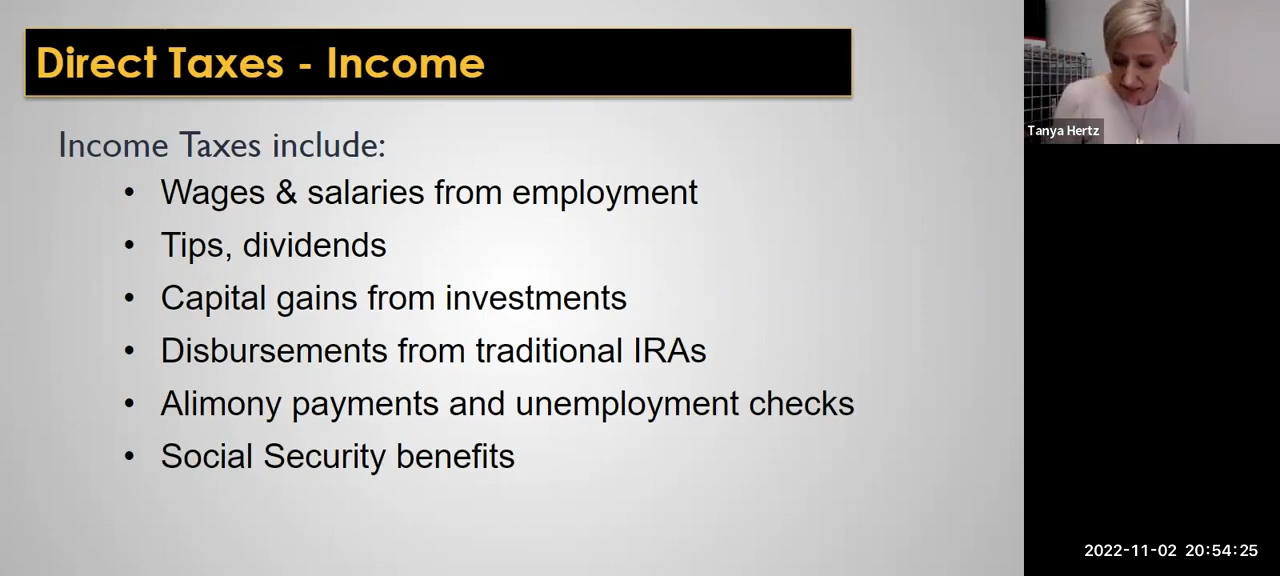 Direct Taxes - Income
Income Taxes include:
• Wages & salaries from employment
• Tips, dividends
• Capital gains from investments
• Disbursements from traditional IRAs
• Alimony payments and unemployment checks
• Social Security benefits
Tanya Hertz
2022-11-02 20:54:25